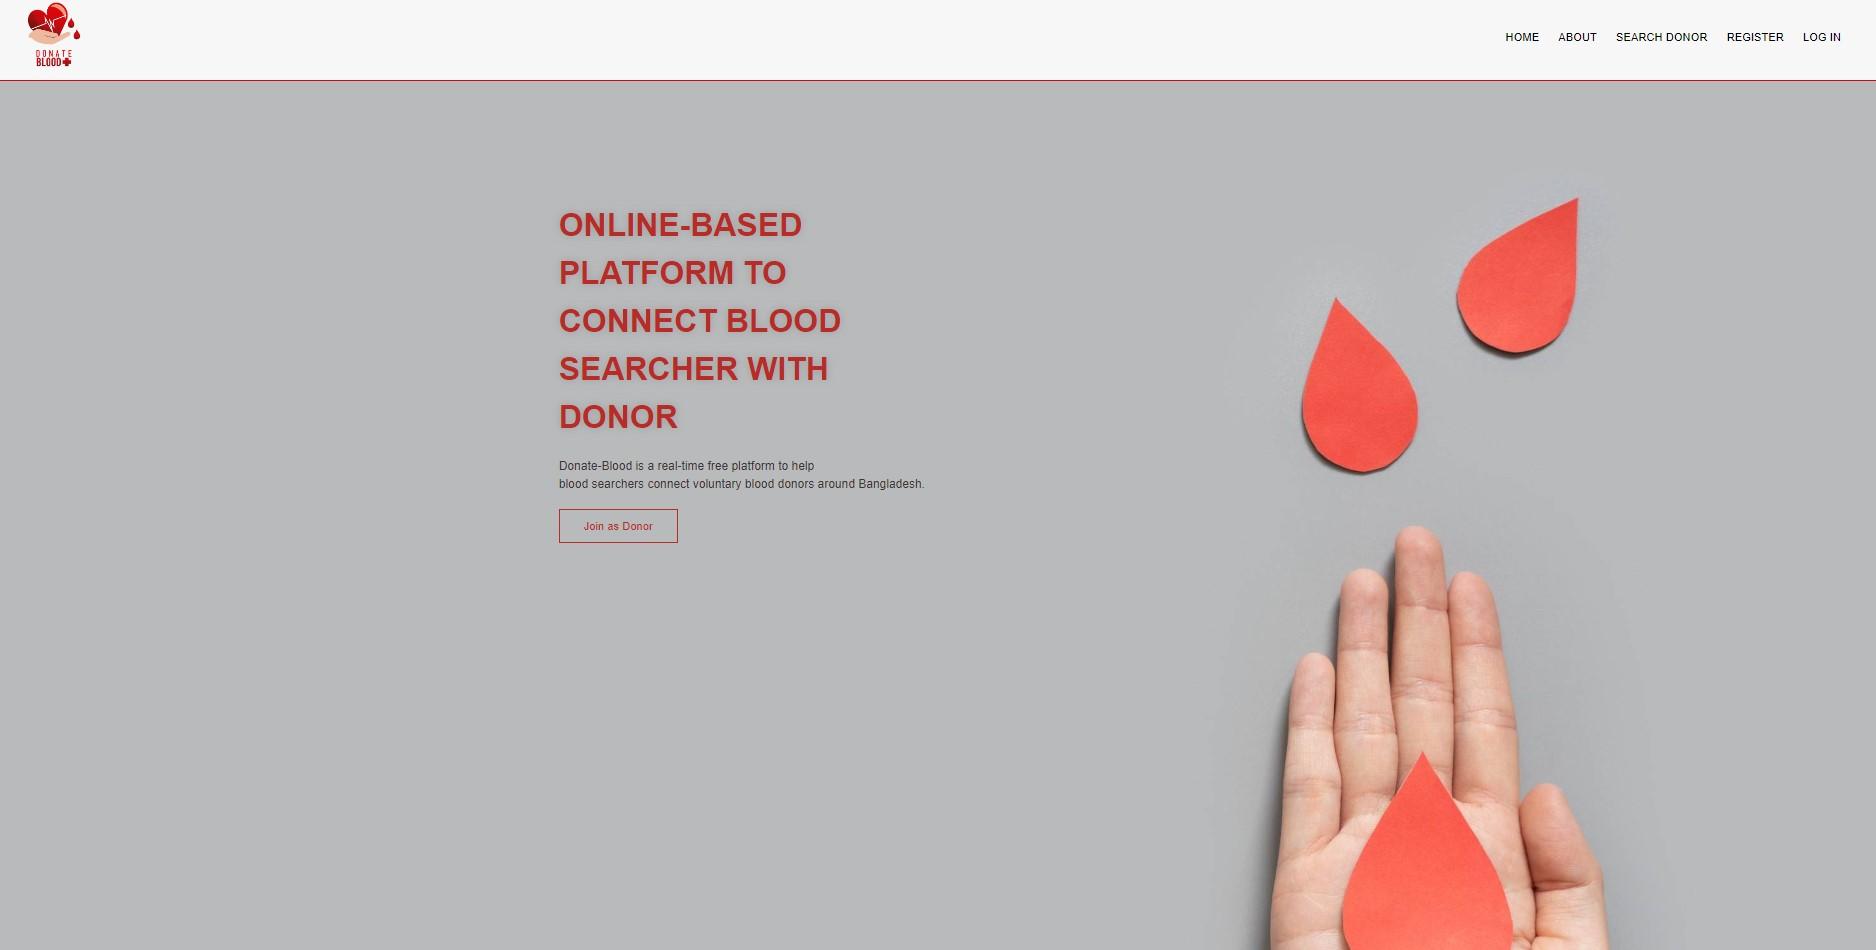 DONATE
BLOOD
HOME ABOUT SEARCH DONOR REGISTER LOG IN
ONLINE-BASED
PLATFORM TO
CONNECT BLOOD
SEARCHER WITH
DONOR
Donate-Blood is a real-time free platform to help
blood searchers connect voluntary blood donors around Bangladesh.
Join as Donor